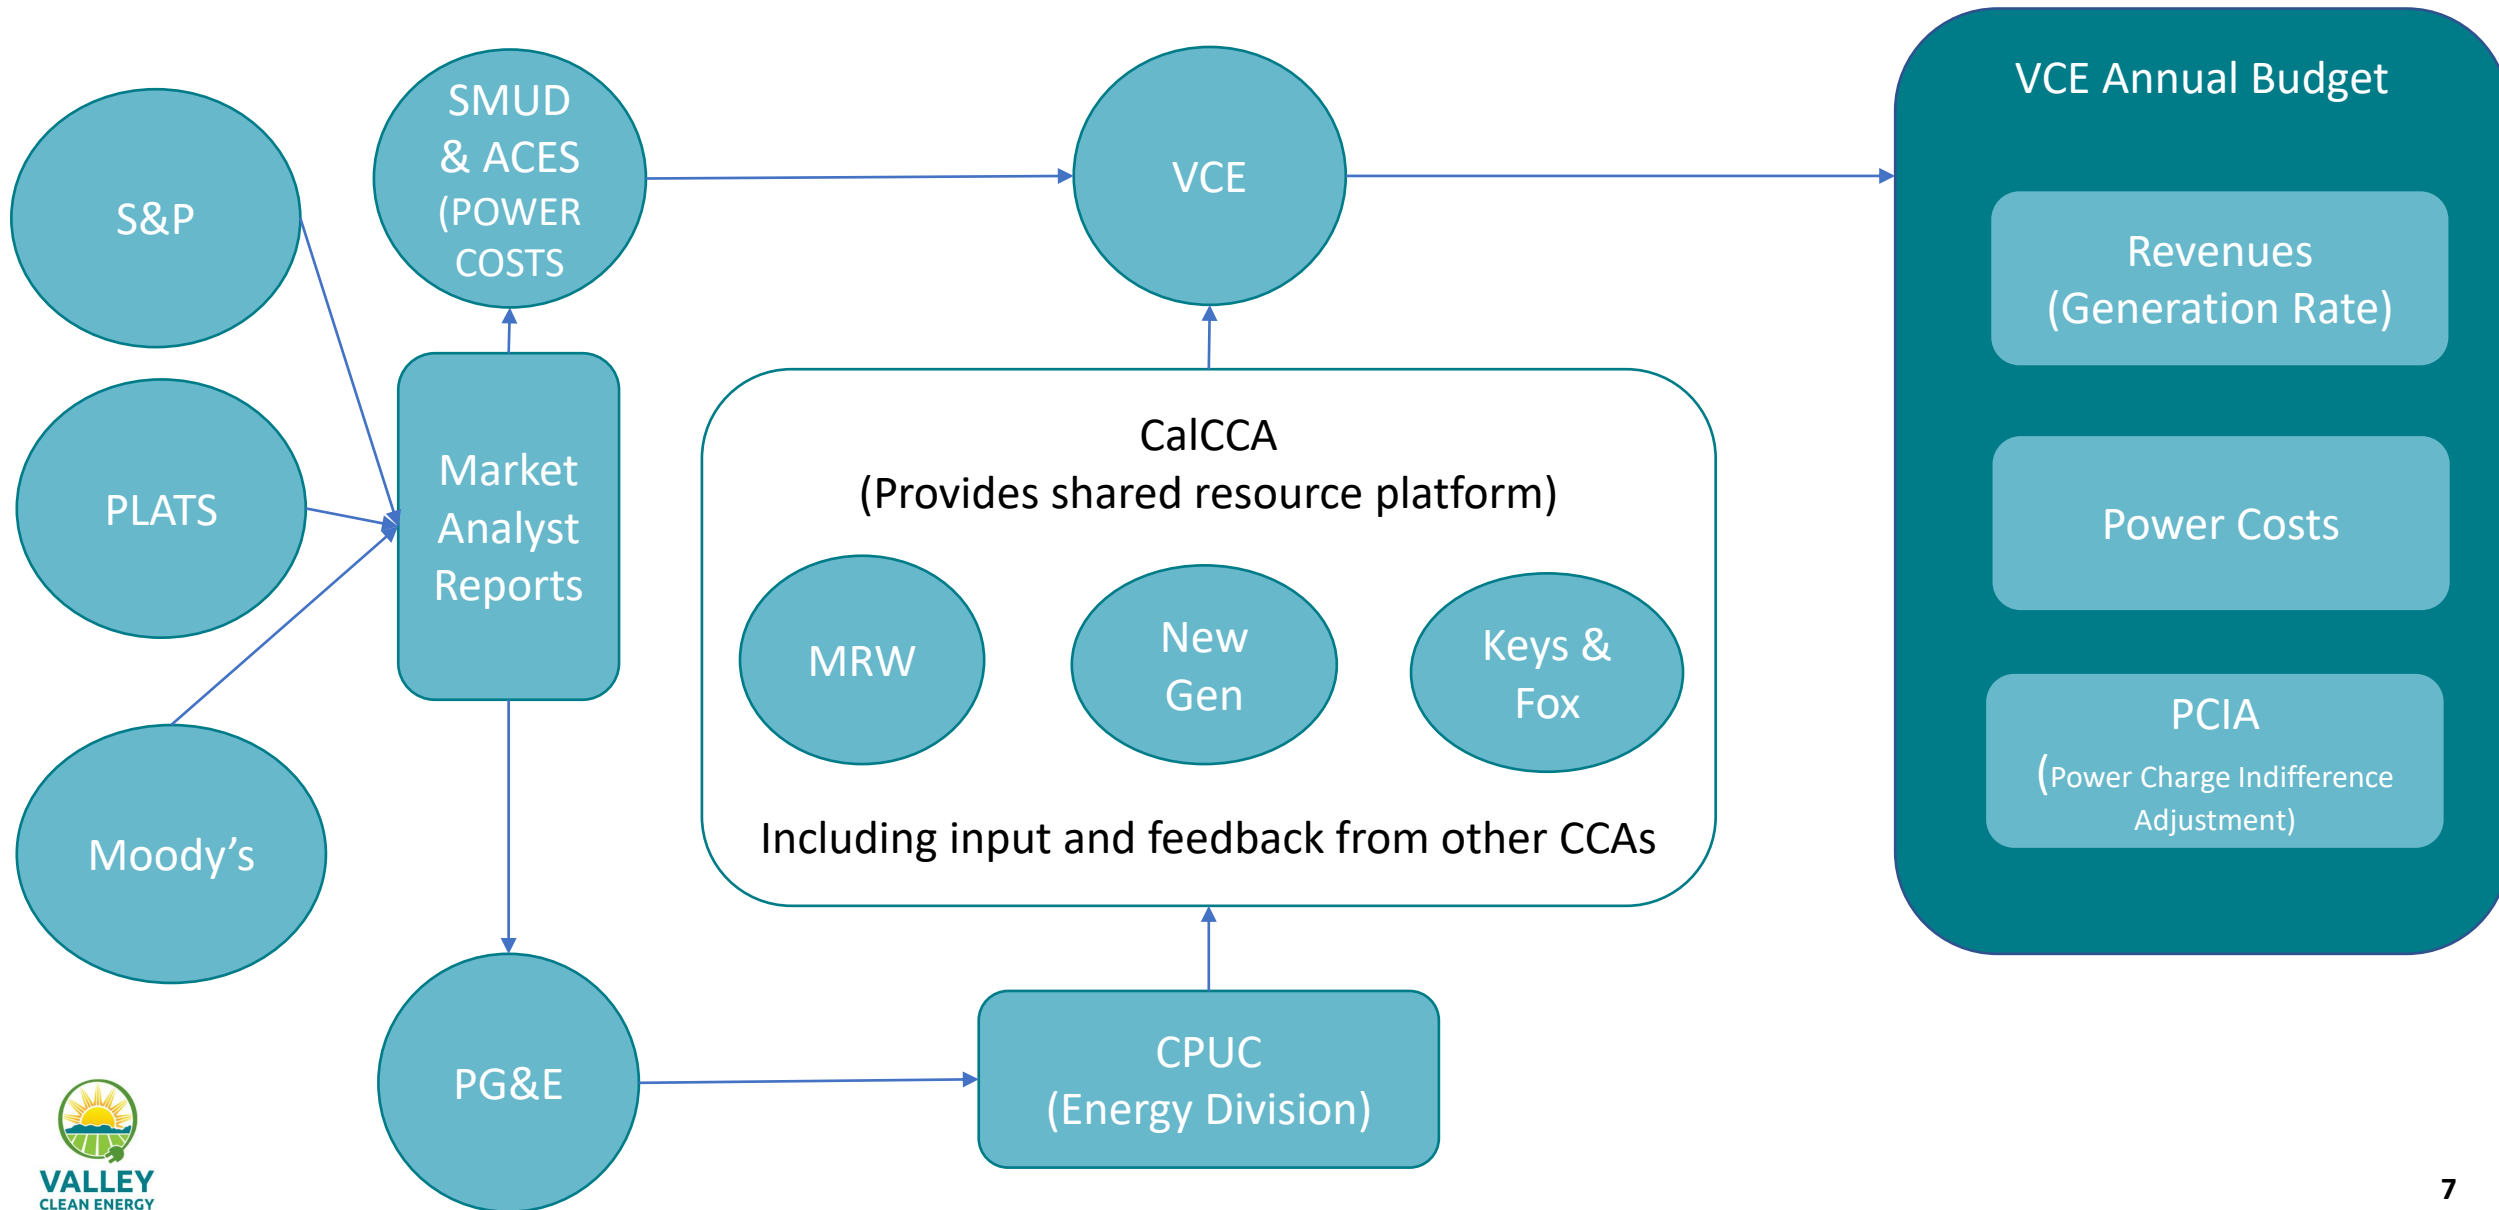 S&P
PLATS
Moody's
SMUD
& ACES
(POWER
COSTS
Market
Analyst
Reports
PG&E
VCE
CalCCA
(Provides shared resource platform)
MRW
New
Gen
Keys &
Fox
Including input and feedback from other CCAs
CPUC
(Energy Division)
VCE Annual Budget
Revenues
(Generation Rate)
Power Costs
PCIA
(Power Charge Indifference
Adjustment)
VALLEY
CLEAN ENERGY
7